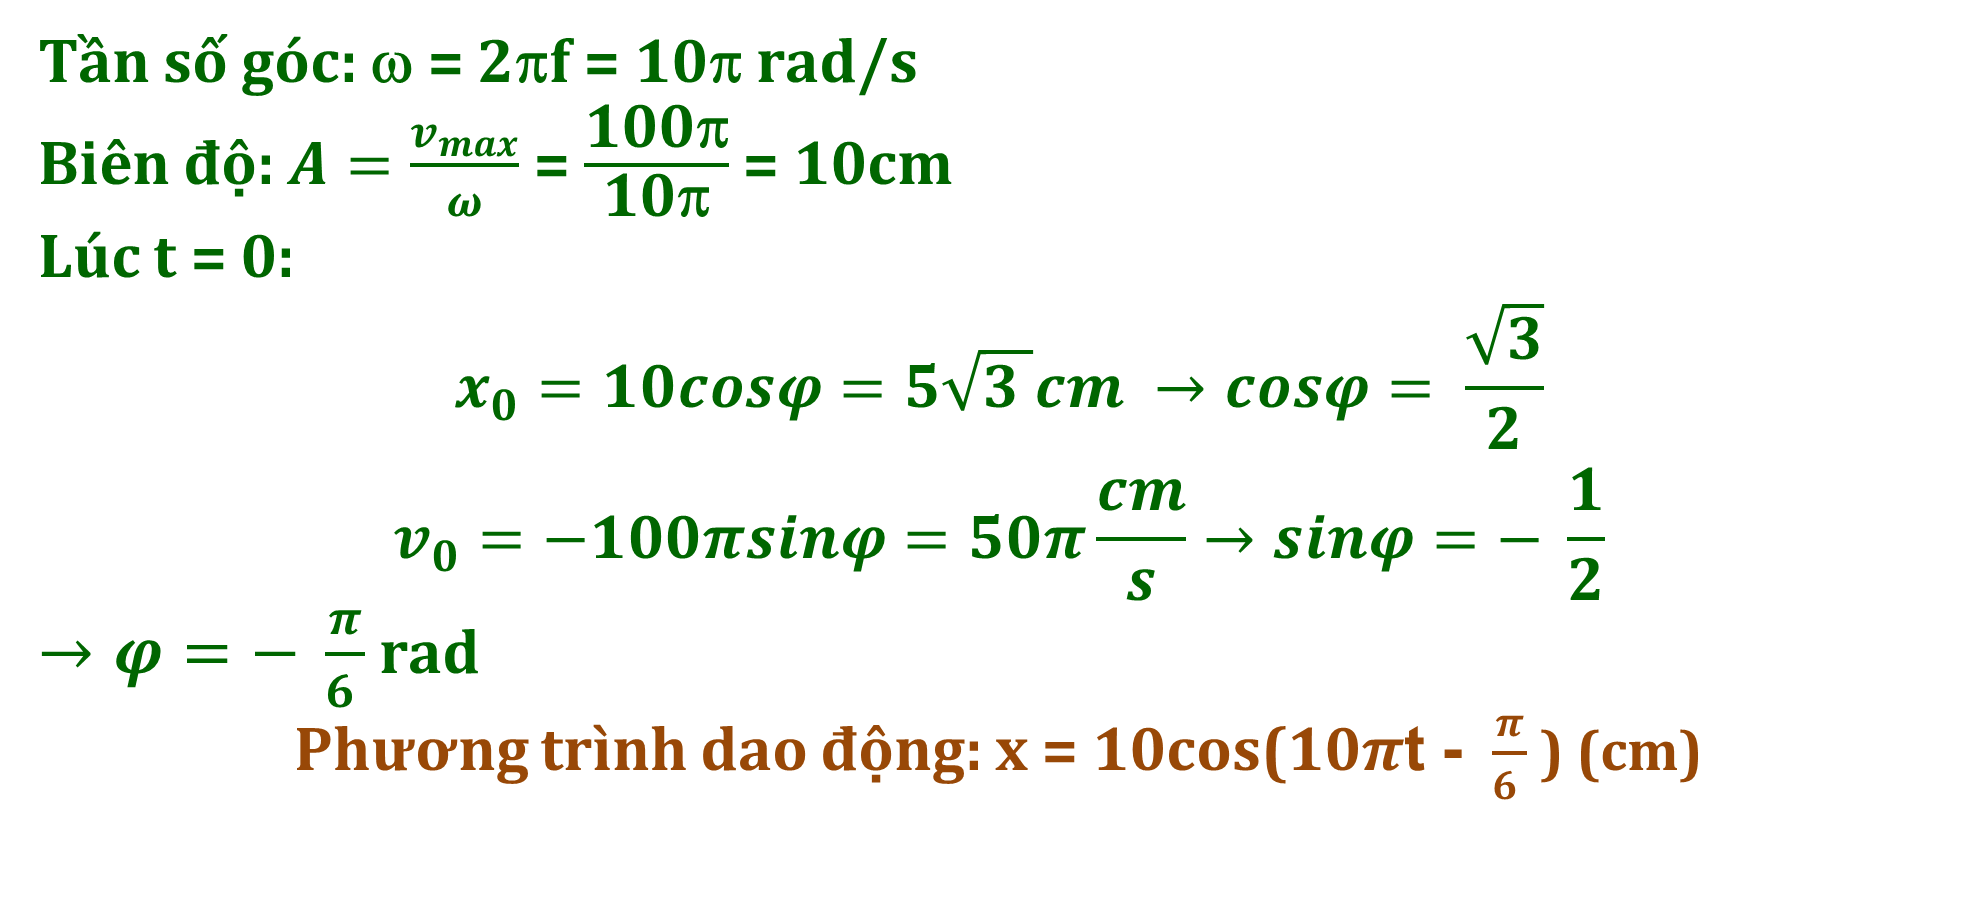 Tần số góc: ω = 2πf = 10π rad/s
Biên độ: A = v_max/ω = 100π/10π = 10cm
Lúc t = 0:
x₀ = 10cosφ = 5√3 cm → cosφ = √3/2
v₀ = −100πsinφ = 50π cm/s → sinφ = − 1/2
→ φ = − π/6 rad
Phương trình dao động: x = 10cos(10πt - π/6 ) (cm)